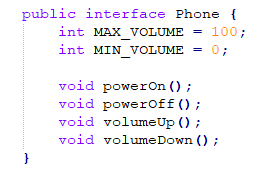 public interface Phone {
    int MAX_VOLUME = 100;
    int MIN_VOLUME = 0;

    void powerOn();
    void powerOff();
    void volumeUp();
    void volumeDown();
}